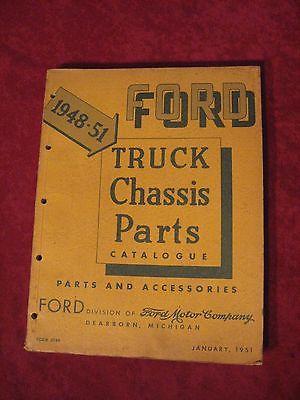 1948-51
FORD
TRUCK
Chassis
Parts
CATALOGUE
PARTS AND ACCESSORIES
FORD DIVISION OF Ford Motor Company
DEARBORN, MICHIGAN
JANUARY, 1951